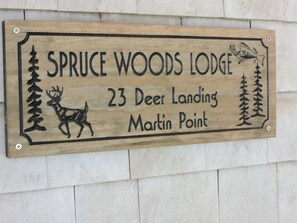 SPRUCE WOODS LODGE
23 Deer Landing
Martin Point